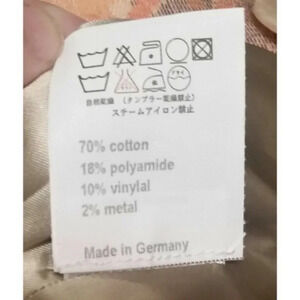 自然乾燥 (タンブラー乾燥禁止)
スチームアイロン禁止
70% cotton
18% polyamide
10% vinylal
2% metal
Made in Germany